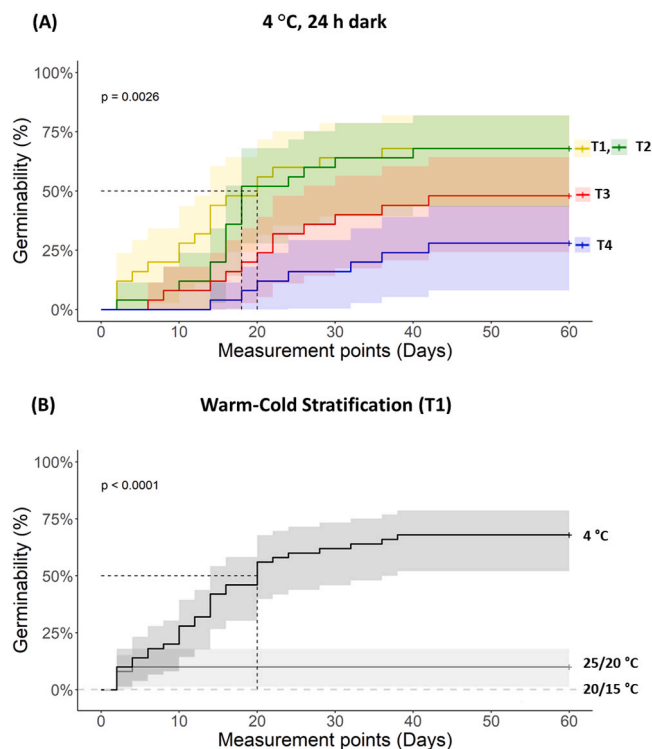 (A) 4 °C, 24 h dark
100%
p = 0.0026
75%
T1, T2
50%
T3
25%
T4
0%
Germinability (%)
0 10 20 30 40 50 60
Measurement points (Days)
(B) Warm-Cold Stratification (T1)
100%
p < 0.0001
75%
4 °C
50%
25%
25/20 °C
0%
20/15 °C
Germinability (%)
0 10 20 30 40 50 60
Measurement points (Days)